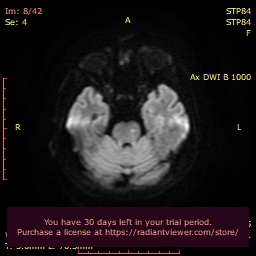 Im: 8/42
Se: 4
A
STP84
STP84
F
Ax DWI B 1000
R
L
You have 30 days left in your trial period.
Purchase a license at https://radiantviewer.com/store/